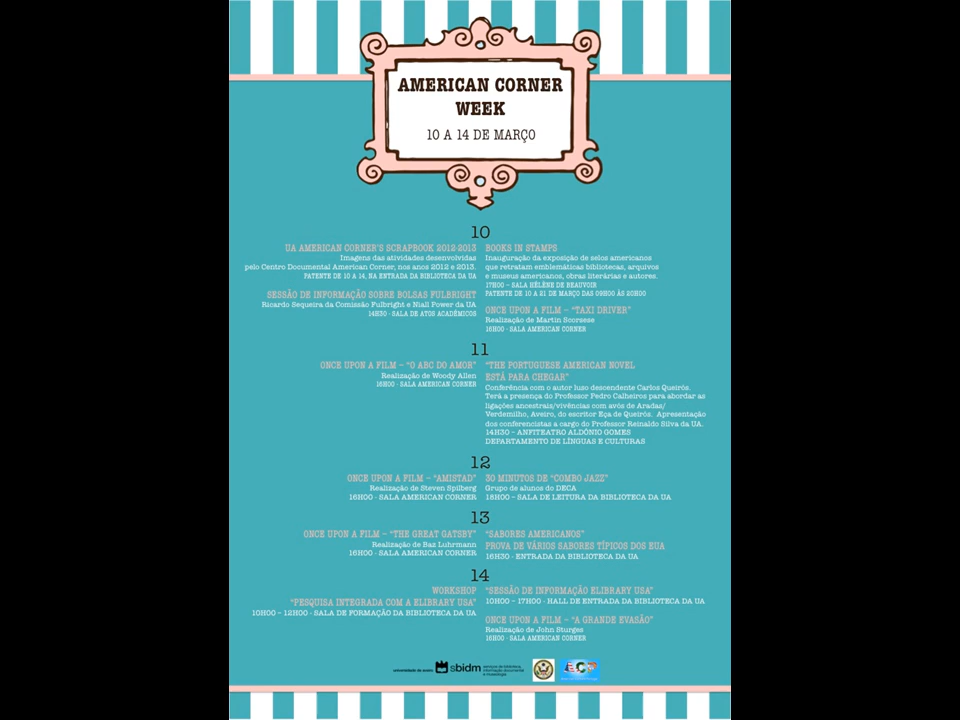 AMERICAN CORNER
WEEK
10 A 14 DE MARÇO
10
UA AMERICAN CORNER'S SCRAPBOOK 2012-2013
Imagens das atividades desenvolvidas
pelo Centro Documental American Corner, nos anos 2012 e 2013.
PATENTE DE 10 A 14, NA ENTRADA DA BIBLIOTECA DA UA
SESSÃO DE INFORMAÇÃO SOBRE BOLSAS FULBRIGHT
Ricardo Sequeira da Comissão Fulbright e Niall Power da UA
14H30 - SALA DE ATOS ACADÉMICOS
BOOKS IN STAMPS
Inauguração da exposição de selos americanos
que retratam emblemáticas bibliotecas, arquivos
e museus americanos, obras literárias e autores.
17H00 – SALA HÉLÈNE DE BEAUVOIR
PATENTE DE 10 A 21 DE MARÇO DAS 09H00 ÀS 20H00
ONCE UPON A FILM – "TAXI DRIVER"
Realização de Martin Scorsese
16H00 - SALA AMERICAN CORNER
11
ONCE UPON A FILM – "O ABC DO AMOR"
Realização de Woody Allen
16H00 - SALA AMERICAN CORNER
"THE PORTUGUESE AMERICAN NOVEL
ESTÁ PARA CHEGAR"
Conferência com o autor luso descendente Carlos Queirós.
Terá a presença do Professor Pedro Calheiros para abordar as
ligações ancestrais/vivências com avós de Aradas/
Verdemilho, Aveiro, do escritor Eça de Queirós. Apresentação
dos conferencistas a cargo do Professor Reinaldo Silva da UA.
14H30 – ANFITEATRO ALDÓNIO GOMES
DEPARTAMENTO DE LÍNGUAS E CULTURAS
12
ONCE UPON A FILM – "AMISTAD"
Realização de Steven Spilberg
16H00 - SALA AMERICAN CORNER
30 MINUTOS DE "COMBO JAZZ"
Grupo de alunos do DECA
18H00 – SALA DE LEITURA DA BIBLIOTECA DA UA
13
ONCE UPON A FILM – "THE GREAT GATSBY"
Realização de Baz Luhrmann
16H00 - SALA AMERICAN CORNER
"SABORES AMERICANOS"
PROVA DE VÁRIOS SABORES TÍPICOS DOS EUA
16H30 - ENTRADA DA BIBLIOTECA DA UA
14
WORKSHOP
"PESQUISA INTEGRADA COM A ELIBRARY USA"
10H00 – 12H00 - SALA DE FORMAÇÃO DA BIBLIOTECA DA UA
"SESSÃO DE INFORMAÇÃO ELIBRARY USA"
10H00 – 17H00 - HALL DE ENTRADA DA BIBLIOTECA DA UA
ONCE UPON A FILM – "A GRANDE EVASÃO"
Realização de John Sturges
16H00 - SALA AMERICAN CORNER
universidade de aveiro
sbidm
serviços de biblioteca,
informação documental
e museologia